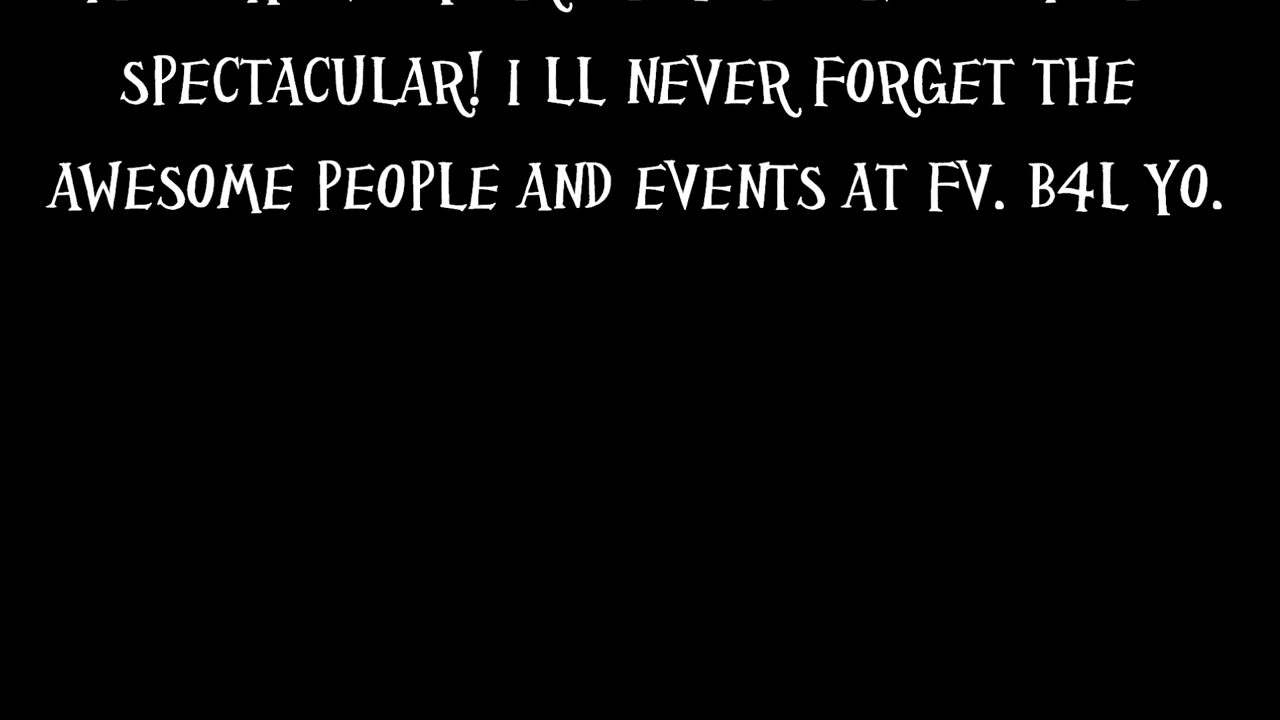 SPECTACULAR! I LL NEVER FORGET THE
AWESOME PEOPLE AND EVENTS AT FV. B4L YO.